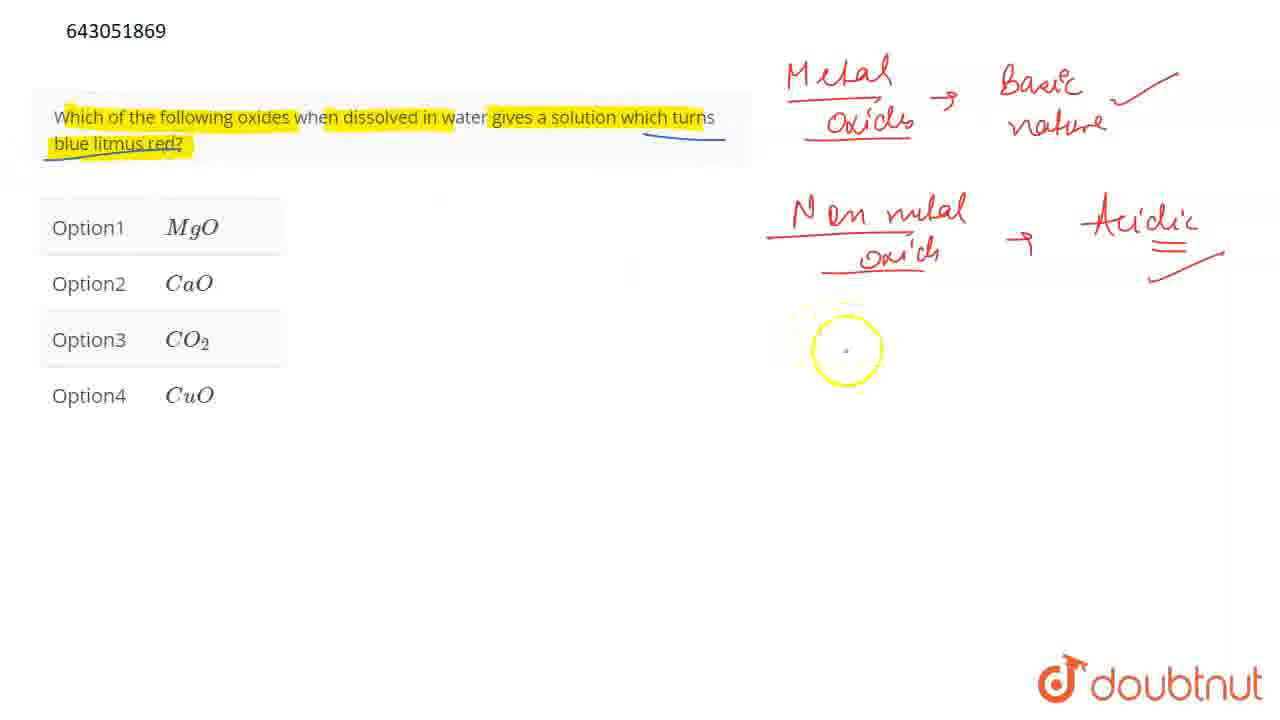 643051869
Which of the following oxides when dissolved in water gives a solution which turns
blue litmus red?
Option1 MgO
Option2 CaO
Option3 CO₂
Option4 CuO
Metal
oxides → Basic
nature
Non metal
oxids → Acidic
doubtnut